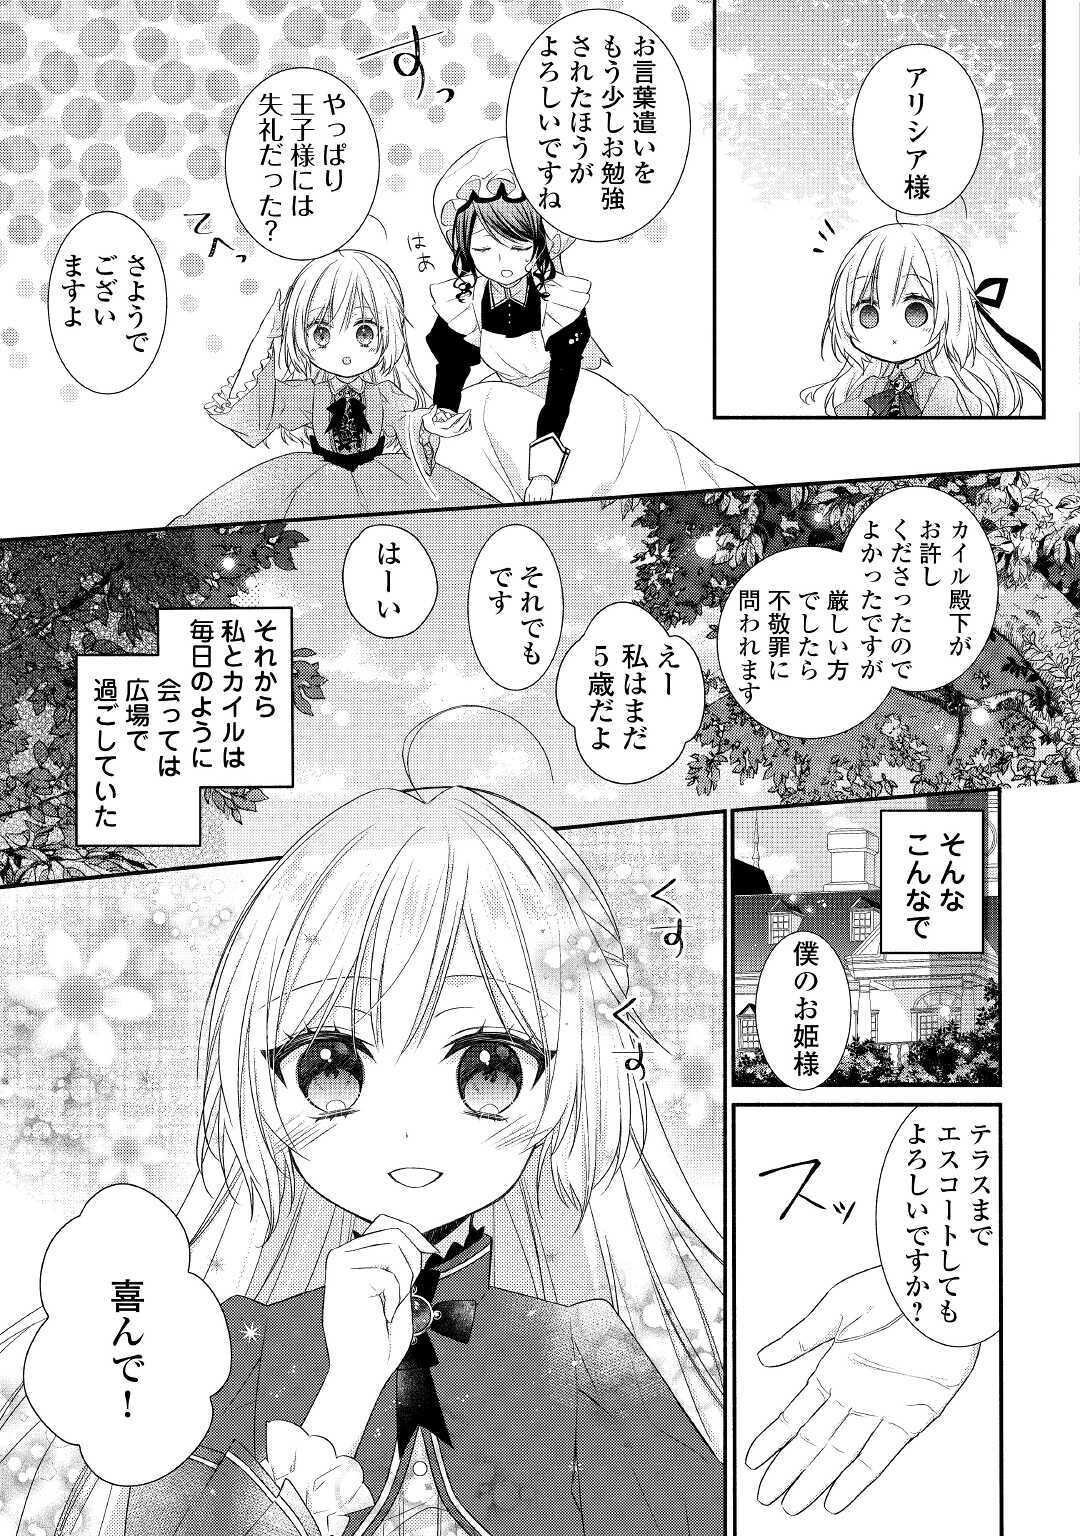 アリシア様
お言葉遣いを
もう少しお勉強
されたほうが
よろしいですね
はぁ
すっ
やっぱり
王子様には
失礼だった？
てへっ
さようで
ござい
ますよ
カイル殿下が
お許し
くださったので
よかったですが
厳しい方
でしたら
不敬罪に
問われます
えー
私はまだ
５歳だよ
それでも
です
はーい
それから
私とカイルは
毎日のように
会っては
広場で
過ごしていた
そんな
こんなで
僕のお姫様
テラスまで
エスコートしても
よろしいですか？
スッ
くすっ
くすっ
喜んで！